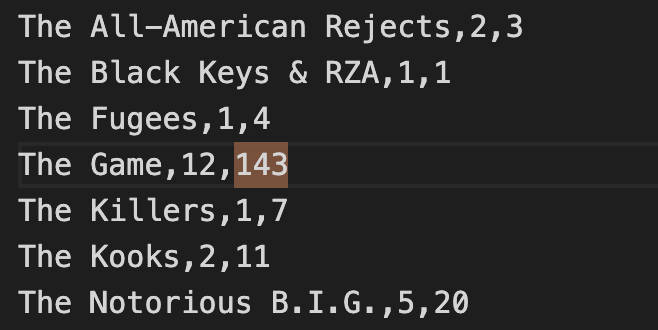 The All-American Rejects,2,3
The Black Keys & RZA,1,1
The Fugees,1,4
The Game,12,143
The Killers,1,7
The Kooks,2,11
The Notorious B.I.G.,5,20